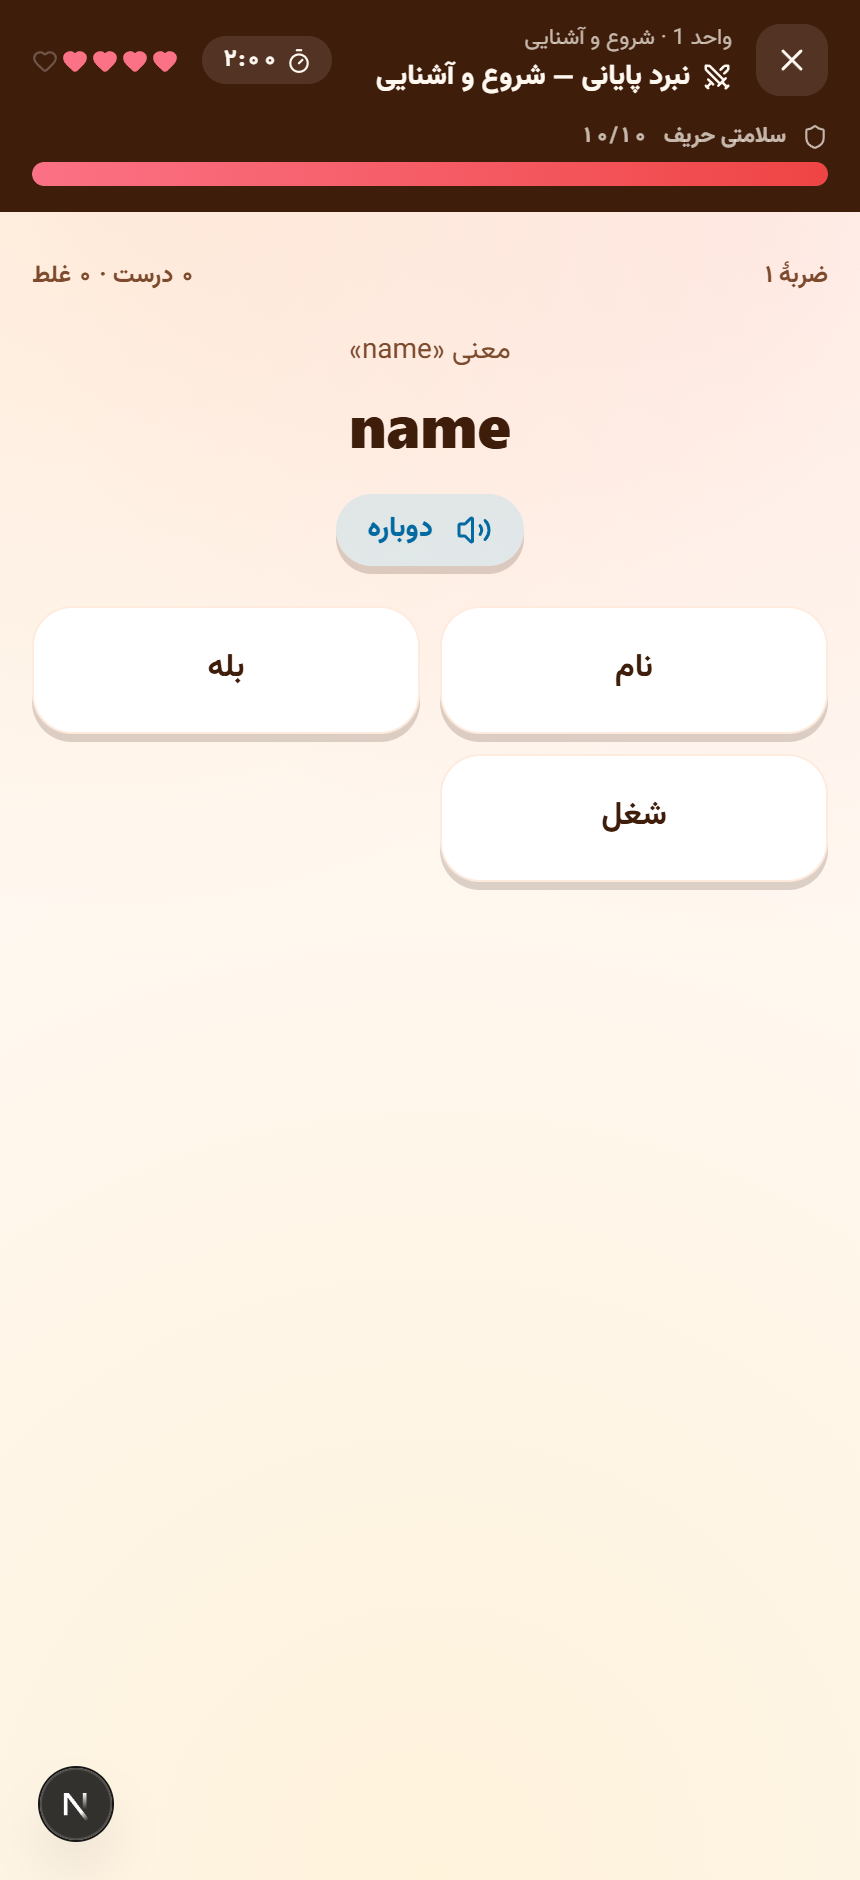 واحد 1 · شروع و آشنایی
نبرد پایانی — شروع و آشنایی
۲:۰۰
سلامتی حریف ۱۰/۱۰
ضربهٔ ۱
۰ درست · ۰ غلط
معنی «name»
name
دوباره
نام
بله
شغل
N